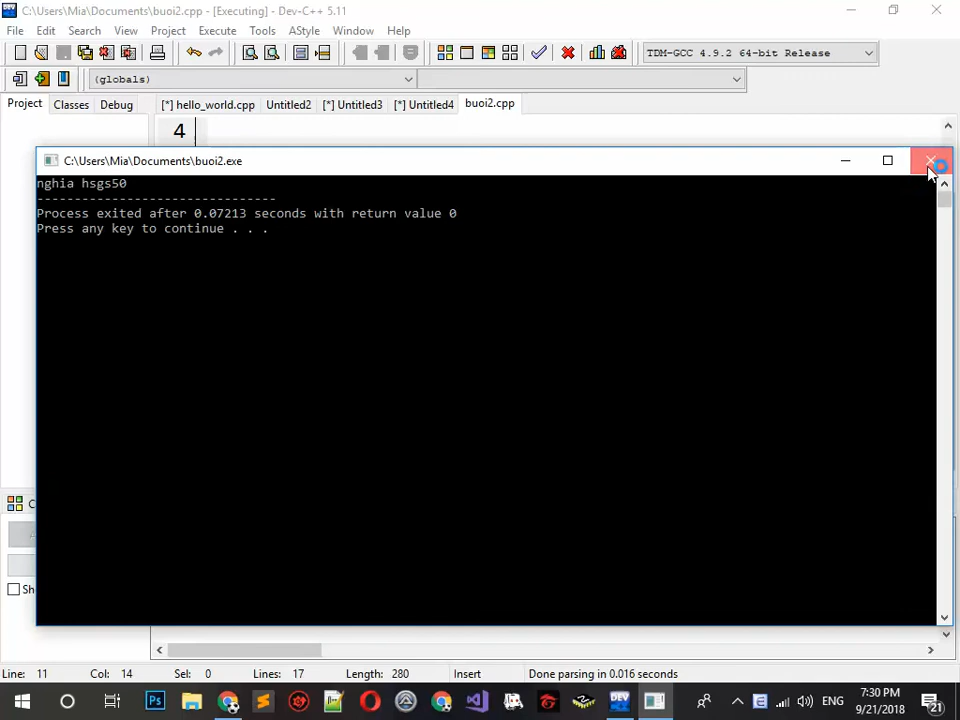 C:\Users\Mia\Documents\buoi2.cpp - [Executing] - Dev-C++ 5.11
File Edit Search View Project Execute Tools AStyle Window Help
TDM-GCC 4.9.2 64-bit Release
(globals)
Project Classes Debug [*] hello_world.cpp Untitled2 [*] Untitled3 [*] Untitled4 buoi2.cpp
4
C:\Users\Mia\Documents\buoi2.exe
nghia hsgs50
--------------------------------
Process exited after 0.07213 seconds with return value 0
Press any key to continue . . .
Line: 11 Col: 14 Sel: 0 Lines: 17 Length: 280 Insert Done parsing in 0.016 seconds
ENG
7:30 PM
9/21/2018
21